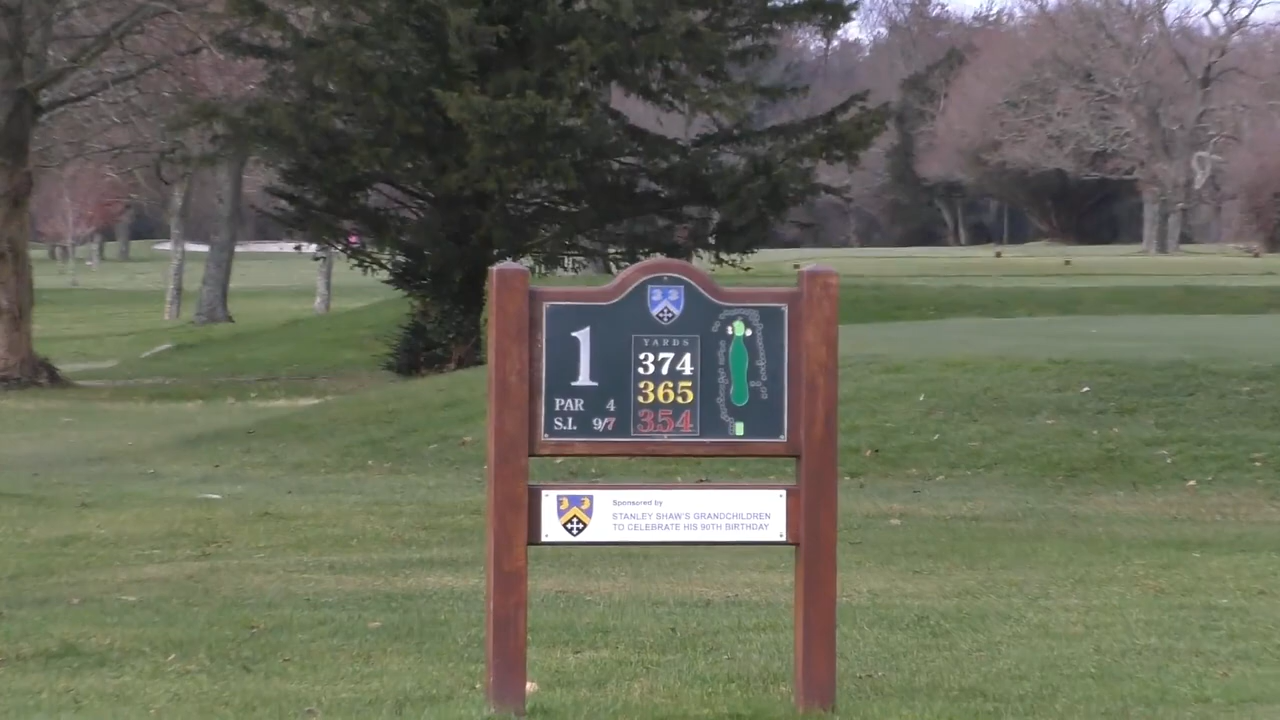 1
PAR 4
S.I. 9/7
YARDS
374
365
354
Sponsored by
STANLEY SHAW'S GRANDCHILDREN
TO CELEBRATE HIS 90TH BIRTHDAY